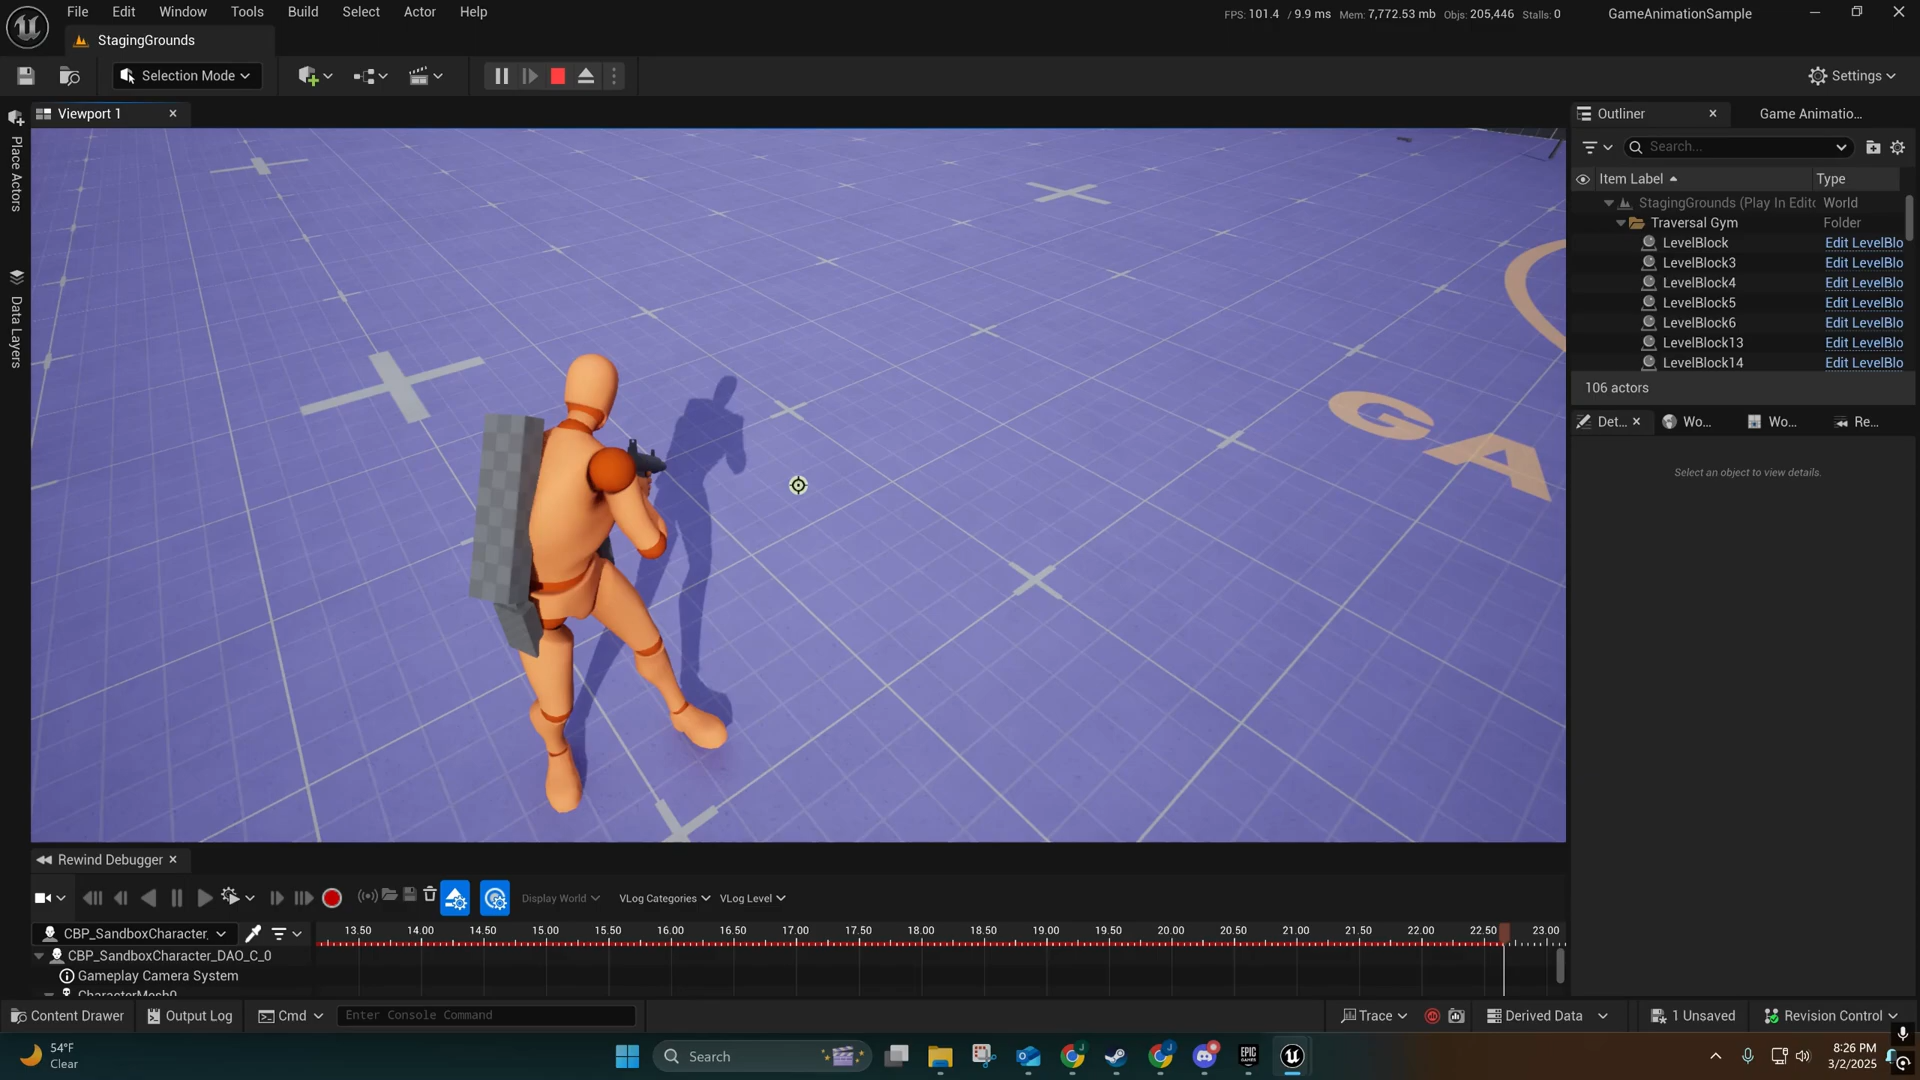 File Edit Window Tools Build Select Actor Help
FPS: 101.4 / 9.9 ms Mem: 7,772.53 mb Objs: 205,446 Stalls: 0
GameAnimationSample
StagingGrounds
Selection Mode
Settings
Viewport 1
Place Actors
Data Layers
GA
Outliner
Game Animatio...
Search...
Item Label Type
StagingGrounds (Play In Edito World
Traversal Gym Folder
LevelBlock Edit LevelBlo
LevelBlock3 Edit LevelBlo
LevelBlock4 Edit LevelBlo
LevelBlock5 Edit LevelBlo
LevelBlock6 Edit LevelBlo
LevelBlock13 Edit LevelBlo
LevelBlock14 Edit LevelBlo
106 actors
Det... Wo... Wo... Re...
Select an object to view details.
Rewind Debugger
Display World VLog Categories VLog Level
CBP_SandboxCharacter_
13.50 14.00 14.50 15.00 15.50 16.00 16.50 17.00 17.50 18.00 18.50 19.00 19.50 20.00 20.50 21.00 21.50 22.00 22.50 23.00
CBP_SandboxCharacter_DAO_C_0
Gameplay Camera System
CharacterMesh0
Content Drawer Output Log Cmd Enter Console Command
Trace Derived Data 1 Unsaved Revision Control
54°F
Clear
Search
EPIC GAMES
8:26 PM
3/2/2025